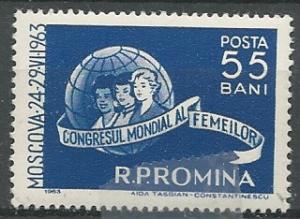 POSTA
55
BANI
MOSCOVA-24-29.VI.1963
CONGRESUL MONDIAL AL FEMEILOR
R.P.ROMINA
1963
AIDA TASGIAN-CONSTANTINESCU